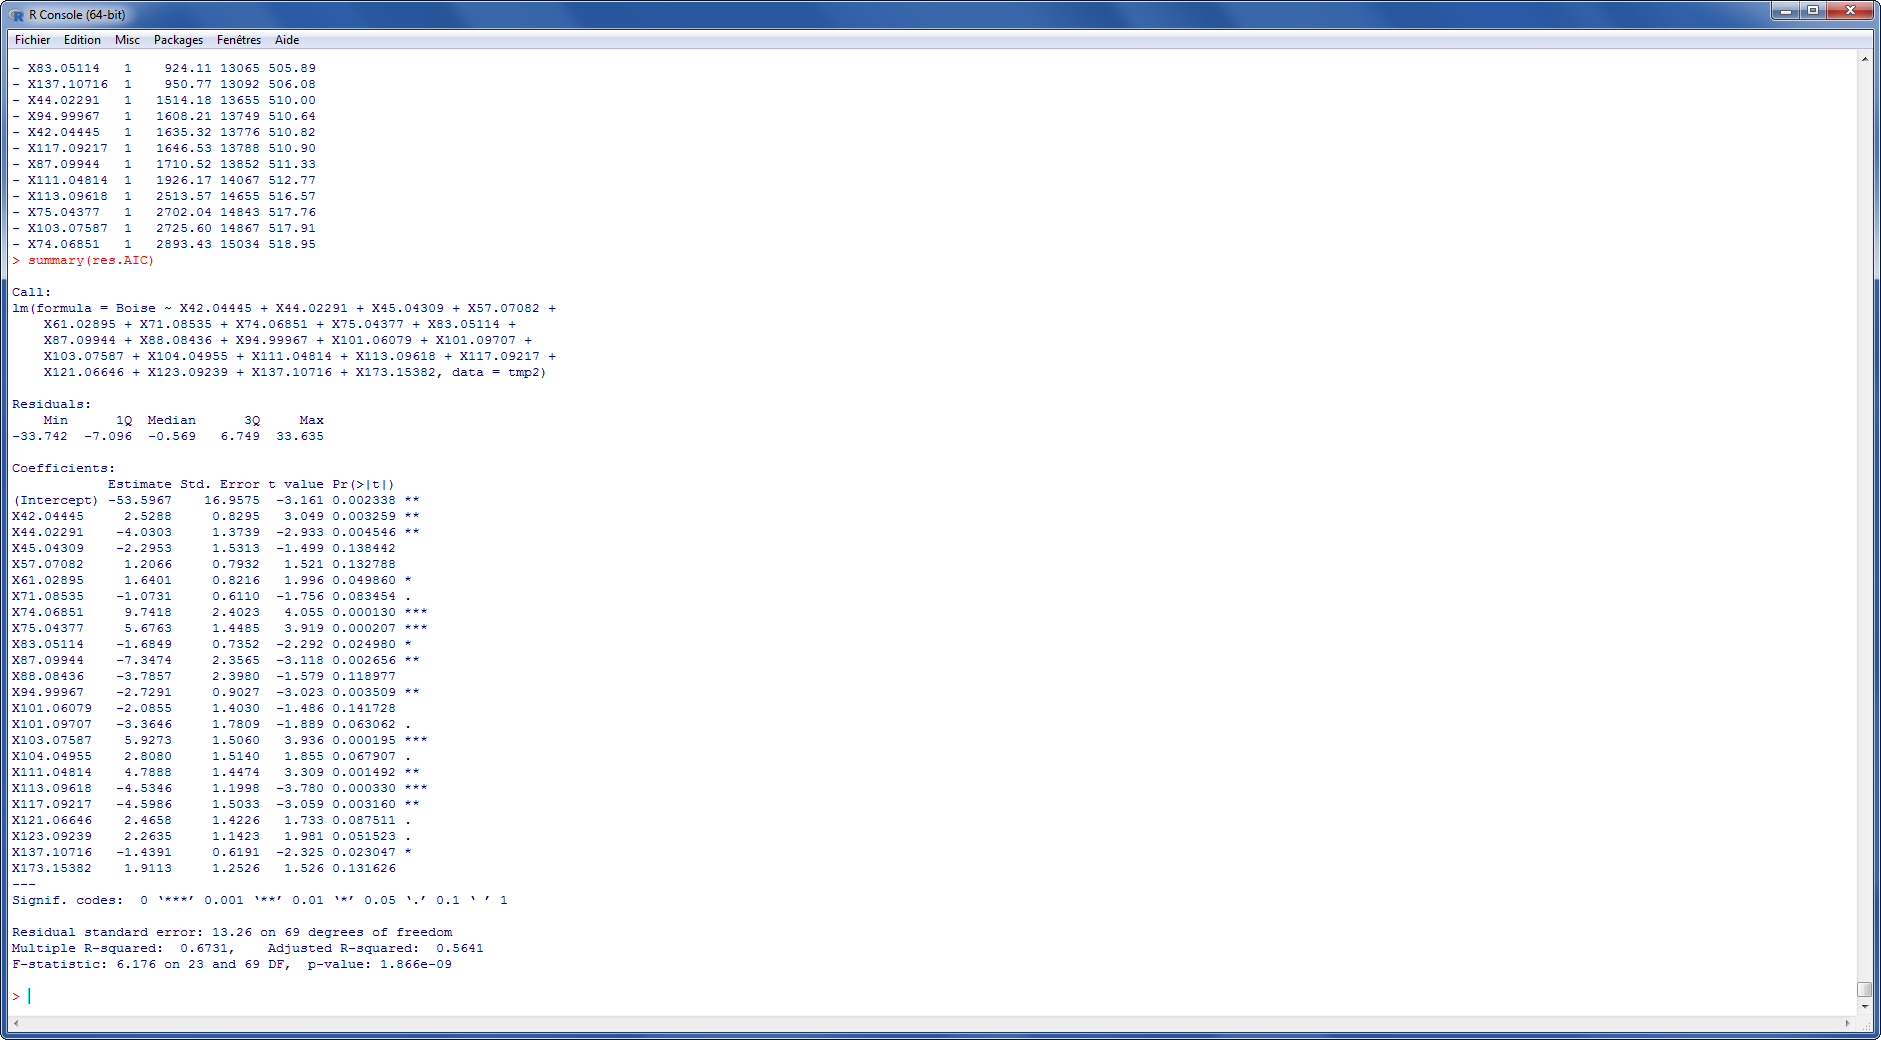 R Console (64-bit)
Fichier Edition Misc Packages Fenêtres Aide
- X83.05114 1 924.11 13065 505.89
- X137.10716 1 950.77 13092 506.08
- X44.02291 1 1514.18 13655 510.00
- X94.99967 1 1608.21 13749 510.64
- X42.04445 1 1635.32 13776 510.82
- X117.09217 1 1646.53 13788 510.90
- X87.09944 1 1710.52 13852 511.33
- X111.04814 1 1926.17 14067 512.77
- X113.09618 1 2513.57 14655 516.57
- X75.04377 1 2702.04 14843 517.76
- X103.07587 1 2725.60 14867 517.91
- X74.06851 1 2893.43 15034 518.95
> summary(res.AIC)
Call:
lm(formula = Boise ~ X42.04445 + X44.02291 + X45.04309 + X57.07082 +
X61.02895 + X71.08535 + X74.06851 + X75.04377 + X83.05114 +
X87.09944 + X88.08436 + X94.99967 + X101.06079 + X101.09707 +
X103.07587 + X104.04955 + X111.04814 + X113.09618 + X117.09217 +
X121.06646 + X123.09239 + X137.10716 + X173.15382, data = tmp2)
Residuals:
Min 1Q Median 3Q Max
-33.742 -7.096 -0.569 6.749 33.635
Coefficients:
Estimate Std. Error t value Pr(>|t|)
(Intercept) -53.5967 16.9575 -3.161 0.002338 **
X42.04445 2.5288 0.8295 3.049 0.003259 **
X44.02291 -4.0303 1.3739 -2.933 0.004546 **
X45.04309 -2.2953 1.5313 -1.499 0.138442
X57.07082 1.2066 0.7932 1.521 0.132788
X61.02895 1.6401 0.8216 1.996 0.049860 *
X71.08535 -1.0731 0.6110 -1.756 0.083454 .
X74.06851 9.7418 2.4023 4.055 0.000130 ***
X75.04377 5.6763 1.4485 3.919 0.000207 ***
X83.05114 -1.6849 0.7352 -2.292 0.024980 *
X87.09944 -7.3474 2.3565 -3.118 0.002656 **
X88.08436 -3.7857 2.3980 -1.579 0.118977
X94.99967 -2.7291 0.9027 -3.023 0.003509 **
X101.06079 -2.0855 1.4030 -1.486 0.141728
X101.09707 -3.3646 1.7809 -1.889 0.063062 .
X103.07587 5.9273 1.5060 3.936 0.000195 ***
X104.04955 2.8080 1.5140 1.855 0.067907 .
X111.04814 4.7888 1.4474 3.309 0.001492 **
X113.09618 -4.5346 1.1998 -3.780 0.000330 ***
X117.09217 -4.5986 1.5033 -3.059 0.003160 **
X121.06646 2.4658 1.4226 1.733 0.087511 .
X123.09239 2.2635 1.1423 1.981 0.051523 .
X137.10716 -1.4391 0.6191 -2.325 0.023047 *
X173.15382 1.9113 1.2526 1.526 0.131626
---
Signif. codes: 0 ‘***’ 0.001 ‘**’ 0.01 ‘*’ 0.05 ‘.’ 0.1 ‘ ’ 1
Residual standard error: 13.26 on 69 degrees of freedom
Multiple R-squared: 0.6731, Adjusted R-squared: 0.5641
F-statistic: 6.176 on 23 and 69 DF, p-value: 1.866e-09
>